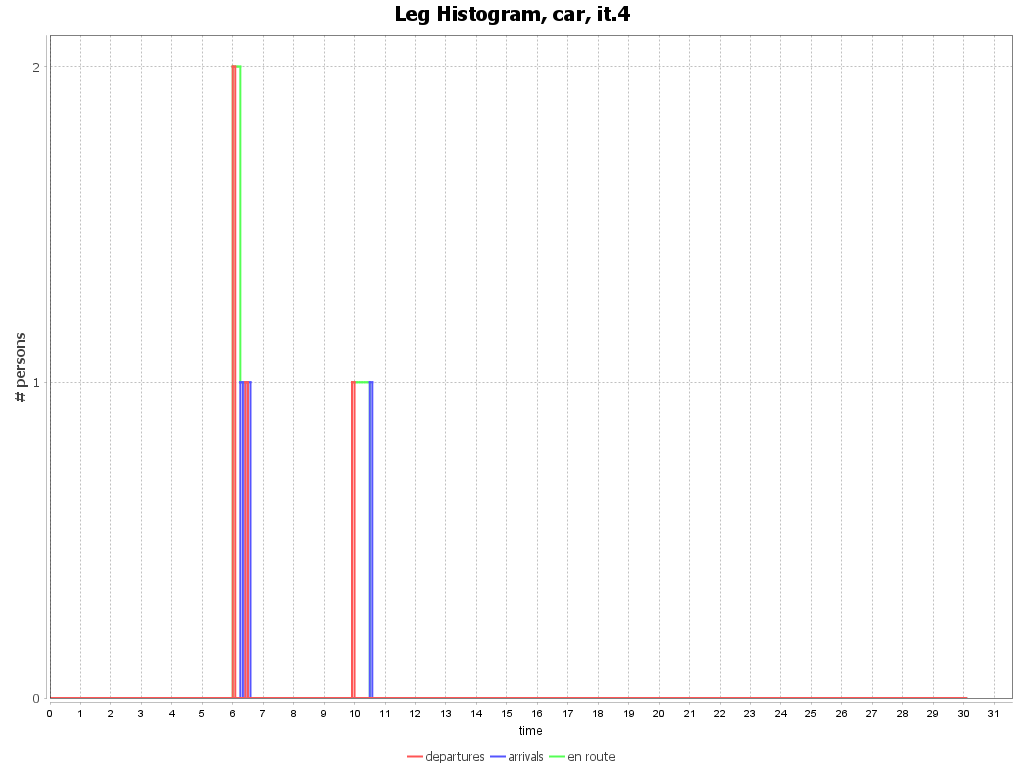 Leg Histogram, car, it.4
# persons
2
1
0
0 1 2 3 4 5 6 7 8 9 10 11 12 13 14 15 16 17 18 19 20 21 22 23 24 25 26 27 28 29 30 31
time
departures arrivals en route